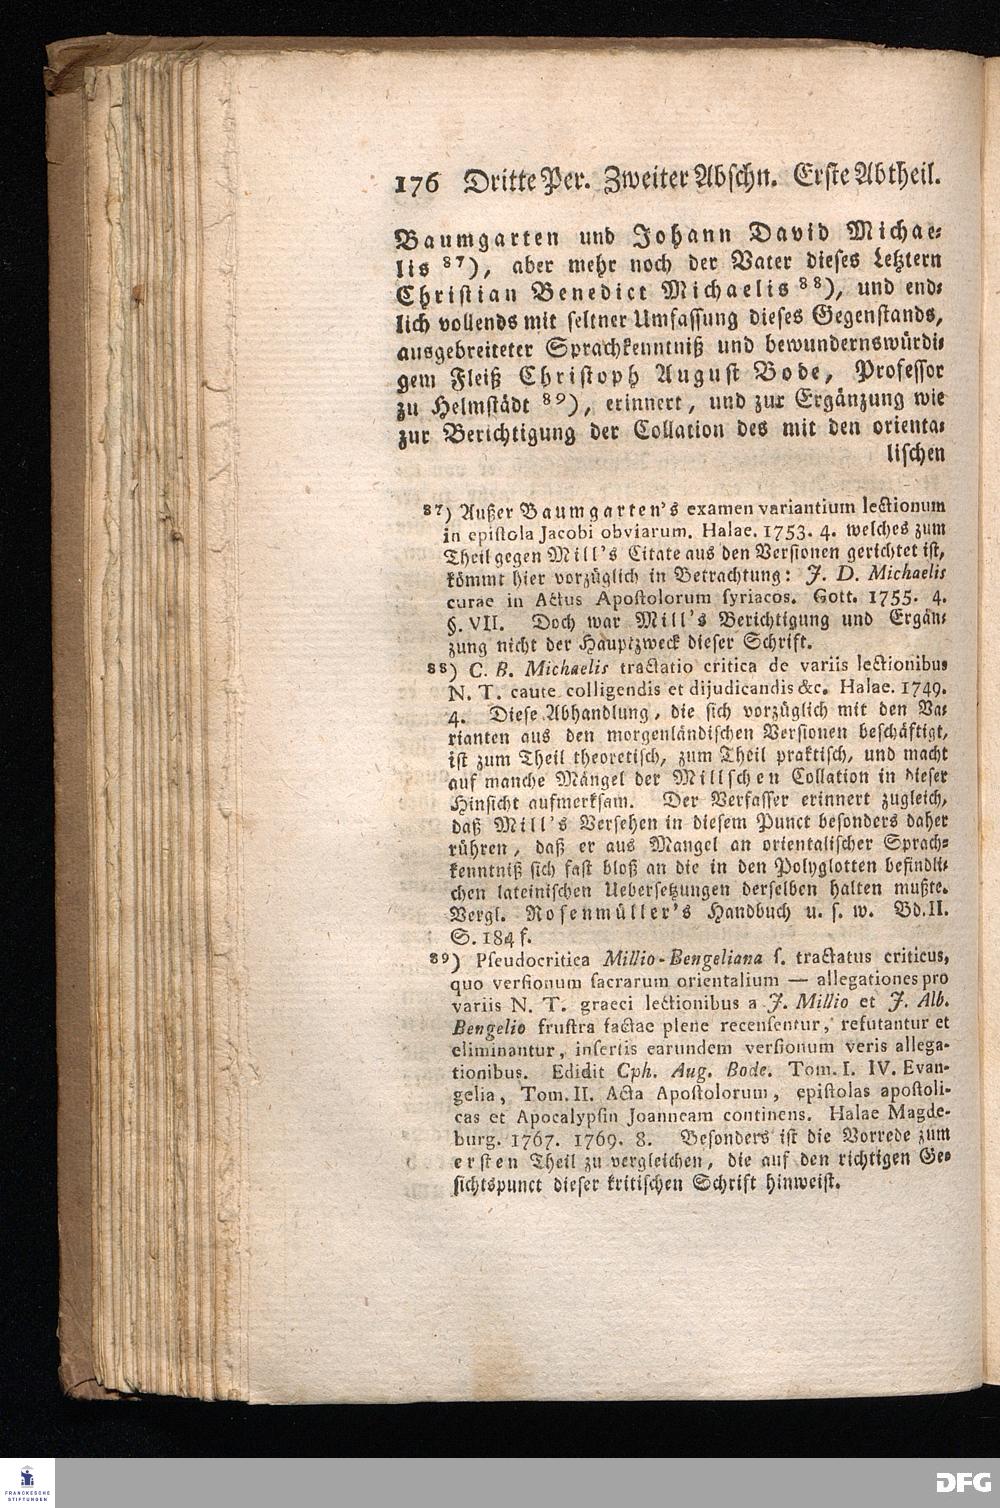 176 Dritte Per. Zweiter Abschn. Erste Abtheil.
Baumgarten und Johann David Michae-
lis 87), aber mehr noch der Vater dieses Letztern
Christian Benedict Michaelis 88), und end-
lich vollends mit seltner Umfassung dieses Gegenstands,
ausgebreiteter Sprachkenntniß und bewundernswürdi-
gem Fleiß Christoph August Bode, Professor
zu Helmstädt 89), erinnert, und zur Ergänzung wie
zur Berichtigung der Collation des mit den orienta-
lischen
87) Außer Baumgarten's examen variantium lectionum
in epistola Jacobi obviarum. Halae. 1753. 4. welches zum
Theil gegen Mill's Citate aus den Versionen gerichtet ist,
kömmt hier vorzüglich in Betrachtung: J. D. Michaelis
curae in Actus Apostolorum syriacos. Gott. 1755. 4.
§. VII. Doch war Mill's Berichtigung und Ergän-
zung nicht der Hauptzweck dieser Schrift.
88) C. B. Michaelis tractatio critica de variis lectionibus
N. T. caute colligendis et dijudicandis &c. Halae. 1749.
4. Diese Abhandlung, die sich vorzüglich mit den Va-
rianten aus den morgenländischen Versionen beschäftigt,
ist zum Theil theoretisch, zum Theil praktisch, und macht
auf manche Mängel der Millschen Collation in dieser
Hinsicht aufmerksam. Der Verfasser erinnert zugleich,
daß Mill's Versehen in diesem Punct besonders daher
rühren, daß er aus Mangel an orientalischer Sprach-
kenntniß sich fast bloß an die in den Polyglotten befindli-
chen lateinischen Uebersetzungen derselben halten mußte.
Vergl. Rosenmüller's Handbuch u. s. w. Bd. II.
S. 184 f.
89) Pseudocritica Millio-Bengeliana s. tractatus criticus,
quo versionum sacrarum orientalium — allegationes pro
variis N. T. graeci lectionibus a J. Millio et J. Alb.
Bengelio frustra factae plene recensentur, refutantur et
eliminantur, insertis earundem versionum veris allega-
tionibus. Edidit Cph. Aug. Bode. Tom. I. IV. Evan-
gelia, Tom. II. Acta Apostolorum, epistolas apostoli-
cas et Apocalypsin Joanneam continens. Halae Magde-
burg. 1767. 1769. 8. Besonders ist die Vorrede zum
ersten Theil zu vergleichen, die auf den richtigen Ge-
sichtspunct dieser kritischen Schrift hinweist.
FRANCKESCHE
STIFTUNGEN
DFG